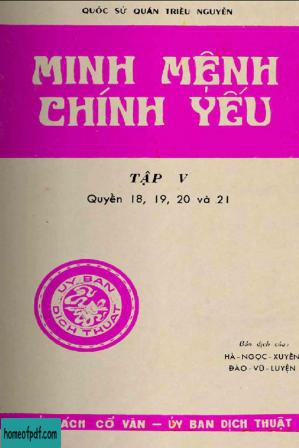 QUỐC SỬ QUÁN TRIỀU NGUYỄN
MINH MỆNH
CHÍNH YẾU
TẬP V
Quyển 18, 19, 20 và 21
ỦY BAN
DỊCH THUẬT
Bản dịch của:
HÀ-NGỌC-XUYỀN
ĐÀO-VŨ-LUYỆN
SÁCH CỔ VĂN — ỦY BAN DỊCH THUẬT
homeofpdf.com